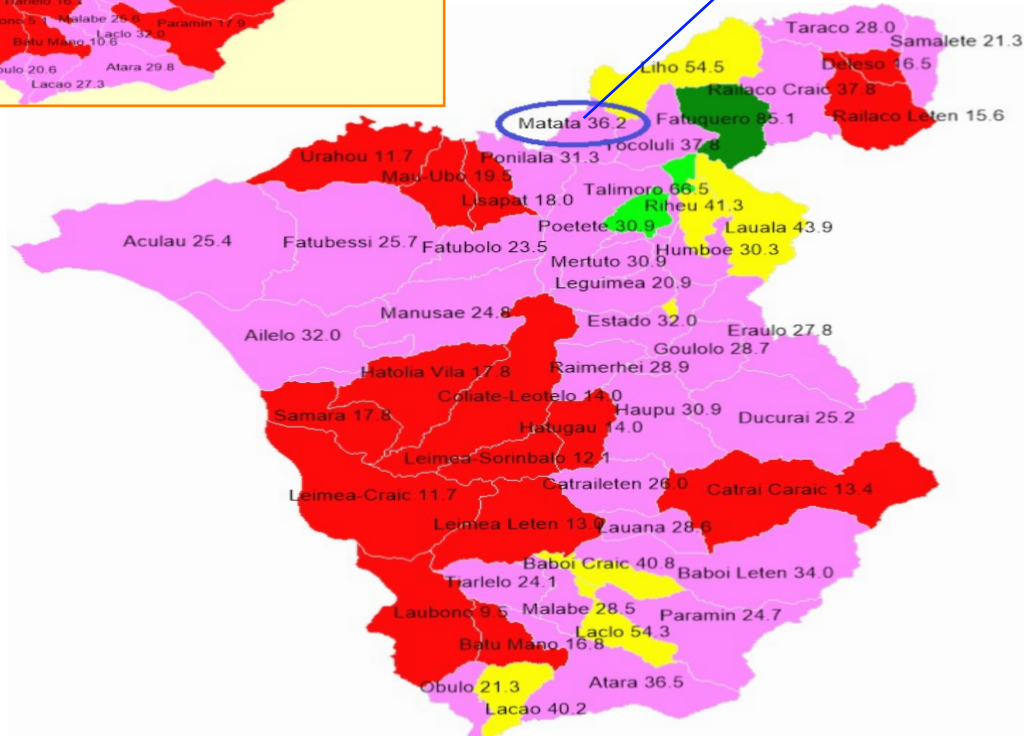 Malabe 25.6
Paramin 17.9
Laclo 32.0
Batu Mano 10.6
Atara 29.8
20.6
Lacao 27.3
Taraco 28.0
Samalete 21.3
Liho 54.5
Deleso 16.5
Railaco Craic 37.8
Matata 36.2
Fatuquero 85.1
Railaco Leten 15.6
Tocoluli 37.8
Urahou 11.7
Ponilala 31.3
Mau-Ubo 19.5
Talimoro 66.5
Lisapat 18.0
Riheu 41.3
Poetete 30.9
Lauala 43.9
Aculau 25.4
Fatubessi 25.7
Fatubolo 23.5
Humboe 30.3
Mertuto 30.9
Leguimea 20.9
Manusae 24.8
Estado 32.0
Eraulo 27.8
Ailelo 32.0
Goulolo 28.7
Raimerhei 28.9
Hatolia Vila 17.8
Coliate-Leotelo 14.0
Haupu 30.9
Samara 17.8
Ducurai 25.2
Hatugau 14.0
Leimea-Sorinbalo 12.1
Catraileten 26.0
Catrai Caraic 13.4
Leimea-Craic 11.7
Leimea Leten 13.0
Lauana 28.6
Baboi Craic 40.8
Baboi Leten 34.0
Tiarlelo 24.1
Malabe 28.5
Laubono 9.5
Paramin 24.7
Laclo 54.3
Batu Mano 16.8
Obulo 21.3
Atara 36.5
Lacao 40.2